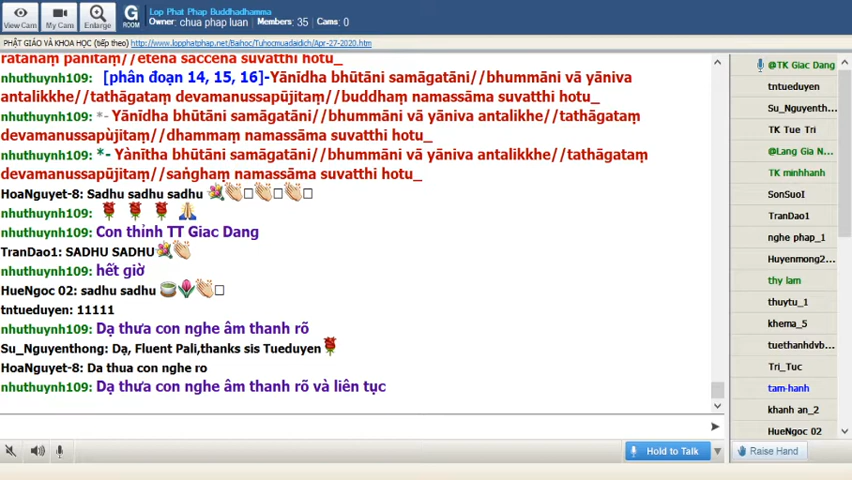 View Cam
My Cam
Enlarge
G
ROOM
Lop Phat Phap Buddhadhamma
Owner: chua phap luan Members: 35 Cams: 0
PHẬT GIÁO VÀ KHOA HỌC (tiếp theo) http://www.lopphatphap.net/Baihoc/Tuhocmuadaidich/Apr-27-2020.htm
ratanaṃ paṇītaṃ//etena saccena suvatthi hotu_
nhuthuynh109: [phân đoạn 14, 15, 16]-Yānidha bhūtāni samāgatāni//bhummāni vā yāniva
antalikkhe//tathāgataṃ devamanussapūjitaṃ//buddhaṃ namassāma suvatthi hotu_
nhuthuynh109: *- Yānīdha bhūtāni samāgatāni//bhummāni vā yāniva antalikhe//tathāgataṃ
devamanussapùjitaṃ//dhammaṃ namassāma suvatthi hotu_
nhuthuynh109: *- Yànītha bhūtāni samāgatāni//bhummāni vā yāniva antalikkhe//tathāgataṃ
devamanussapūjitaṃ//saṅghaṃ namassāma suvatthi hotu_
HoaNguyet-8: Sadhu sadhu sadhu
nhuthuynh109:
nhuthuynh109: Con thỉnh TT Giac Dang
TranDao1: SADHU SADHU
nhuthuynh109: hết giờ
HueNgoc 02: sadhu sadhu
tntueduyen: 11111
nhuthuynh109: Dạ thưa con nghe âm thanh rõ
Su_Nguyenthong: Dạ, Fluent Pali,thanks sis Tueduyen
HoaNguyet-8: Da thua con nghe ro
nhuthuynh109: Dạ thưa con nghe âm thanh rõ và liên tục
@TK Giac Dang
tntueduyen
Su_Nguyenth...
TK Tue Tri
@Lang Gia N...
TK minhhanh
SonSuoI
TranDao1
nghe phap_1
Huyenmong2...
thy lam
thuytu_1
khema_5
tuethanhdvb...
Tri_Tuc
tam-hanh
khanh an_2
HueNgoc 02
Hold to Talk
Raise Hand